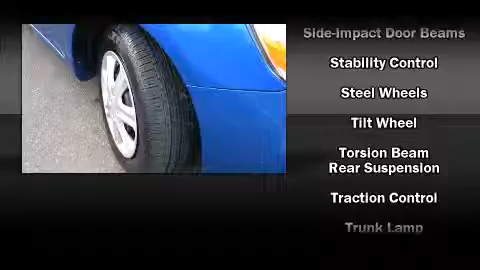 Side-Impact Door Beams
Stability Control
Steel Wheels
Tilt Wheel
Torsion Beam
Rear Suspension
Traction Control
Trunk Lamp